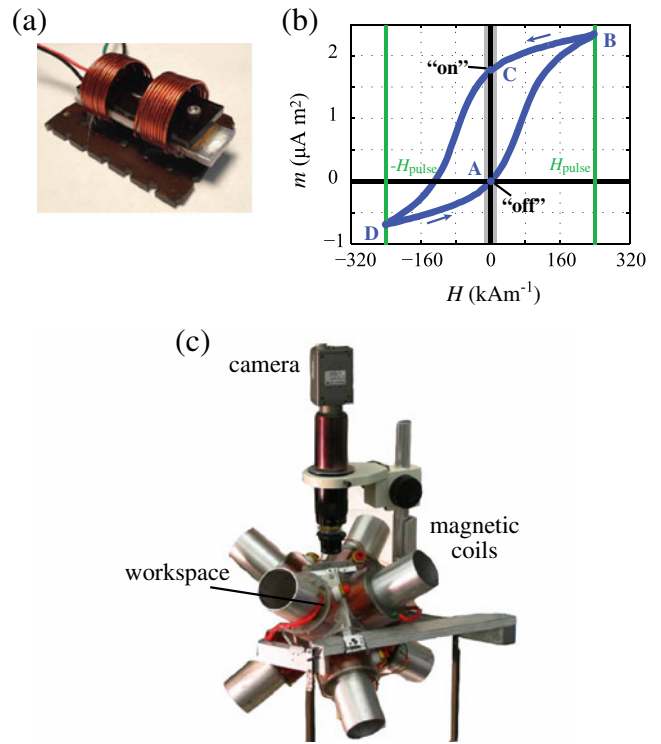 (a)
(b)
2
1
0
−1
m (μA m²)
"on"
B
C
-Hpulse
A
Hpulse
"off"
D
−320 −160 0 160 320
H (kAm⁻¹)
(c)
camera
magnetic
coils
workspace